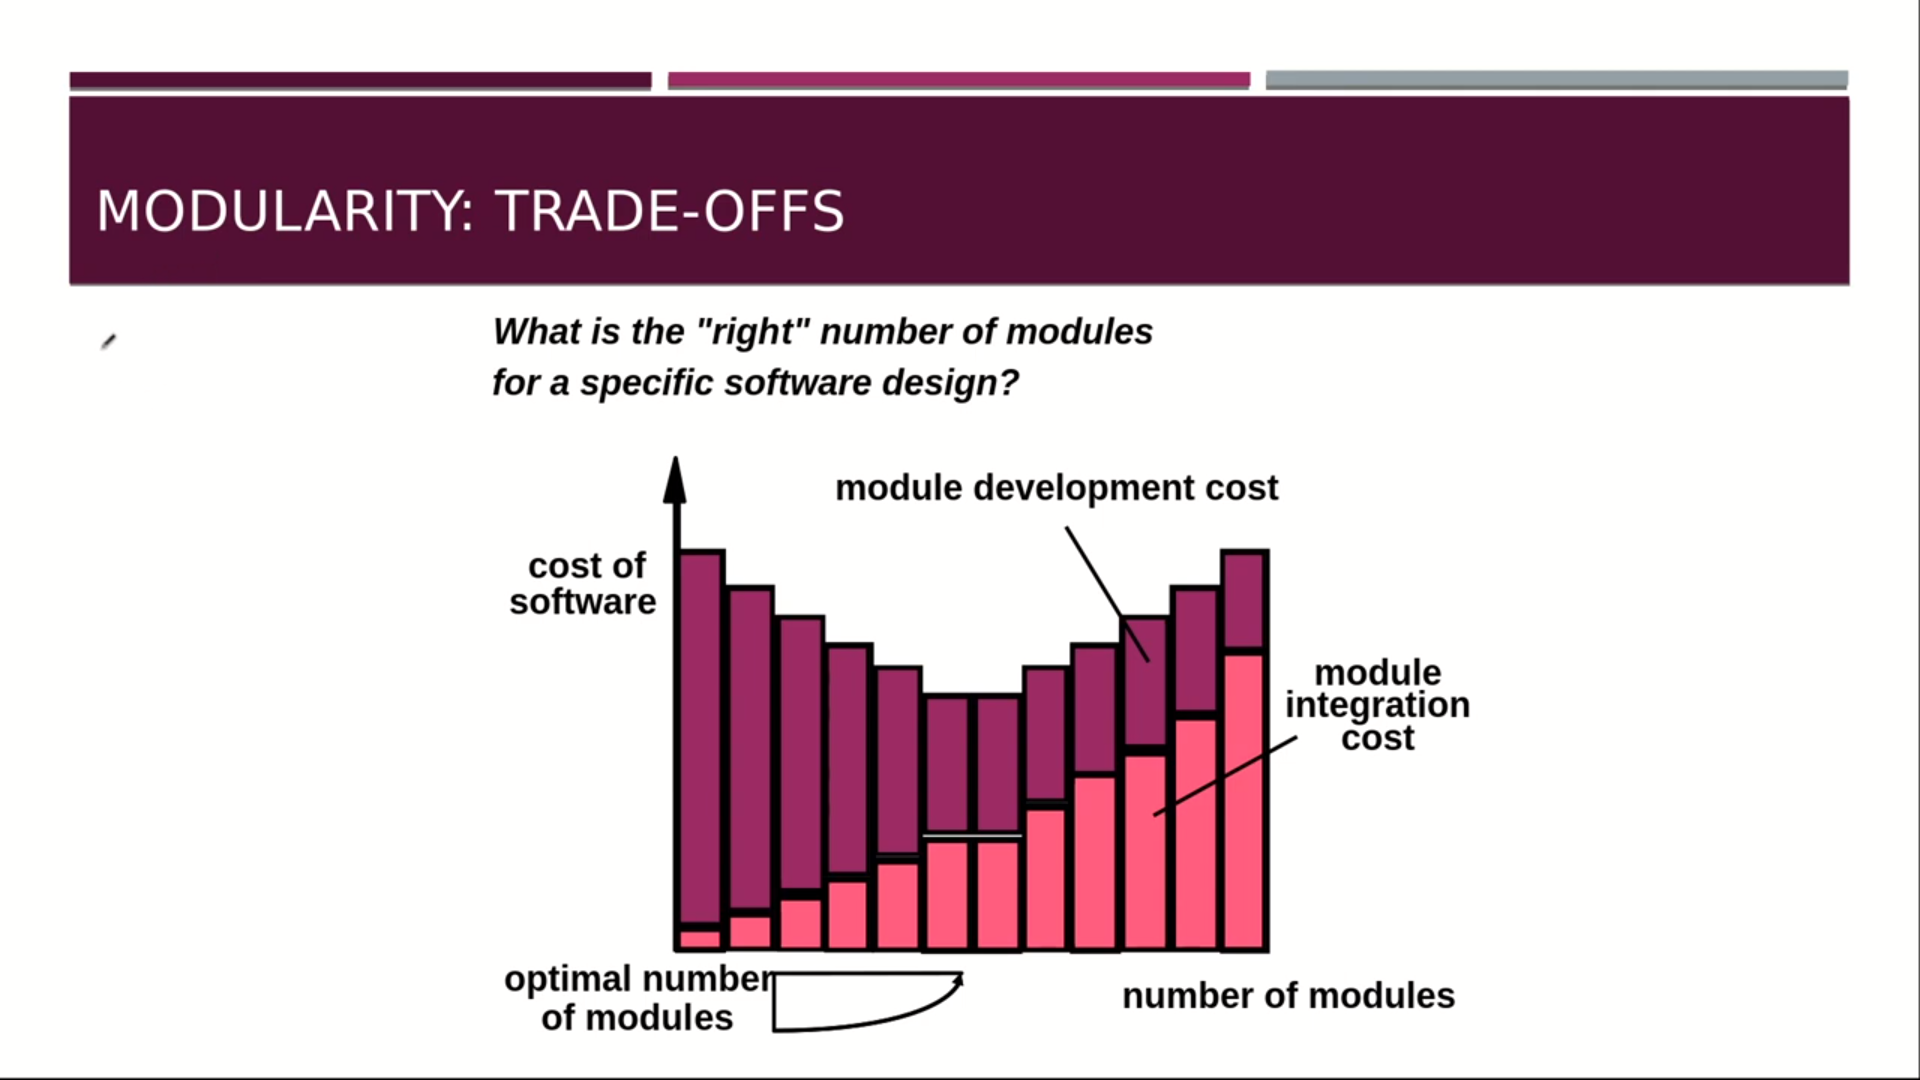 MODULARITY: TRADE-OFFS
What is the "right" number of modules
for a specific software design?
module development cost
cost of
software
module
integration
cost
optimal number
of modules
number of modules